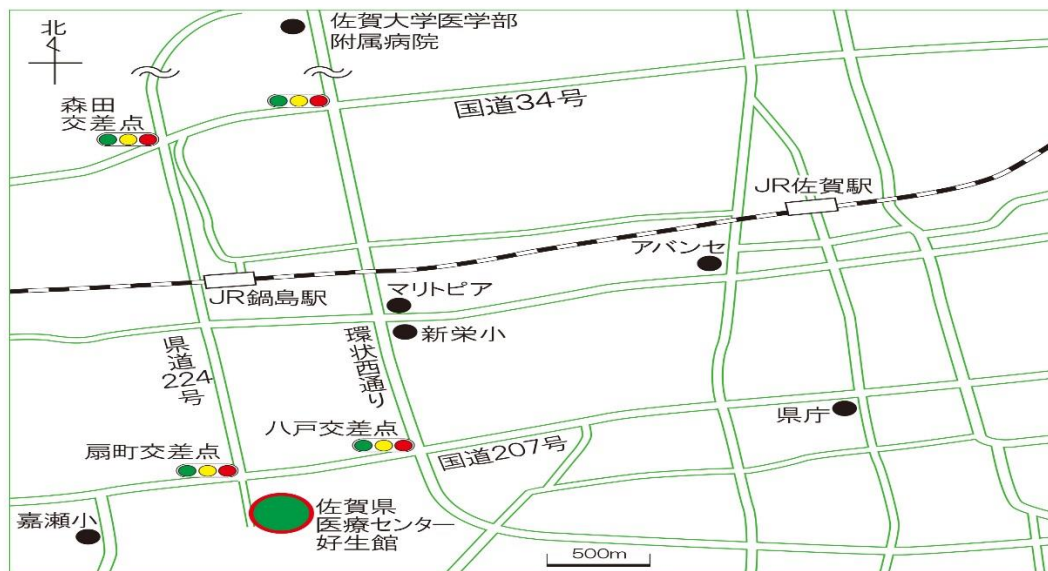 北
佐賀大学医学部
附属病院
森田
交差点
国道34号
JR佐賀駅
アバンセ
JR鍋島駅
マリトピア
新栄小
県道224号
環状西通り
八戸交差点
国道207号
県庁
扇町交差点
嘉瀬小
佐賀県
医療センター
好生館
500m